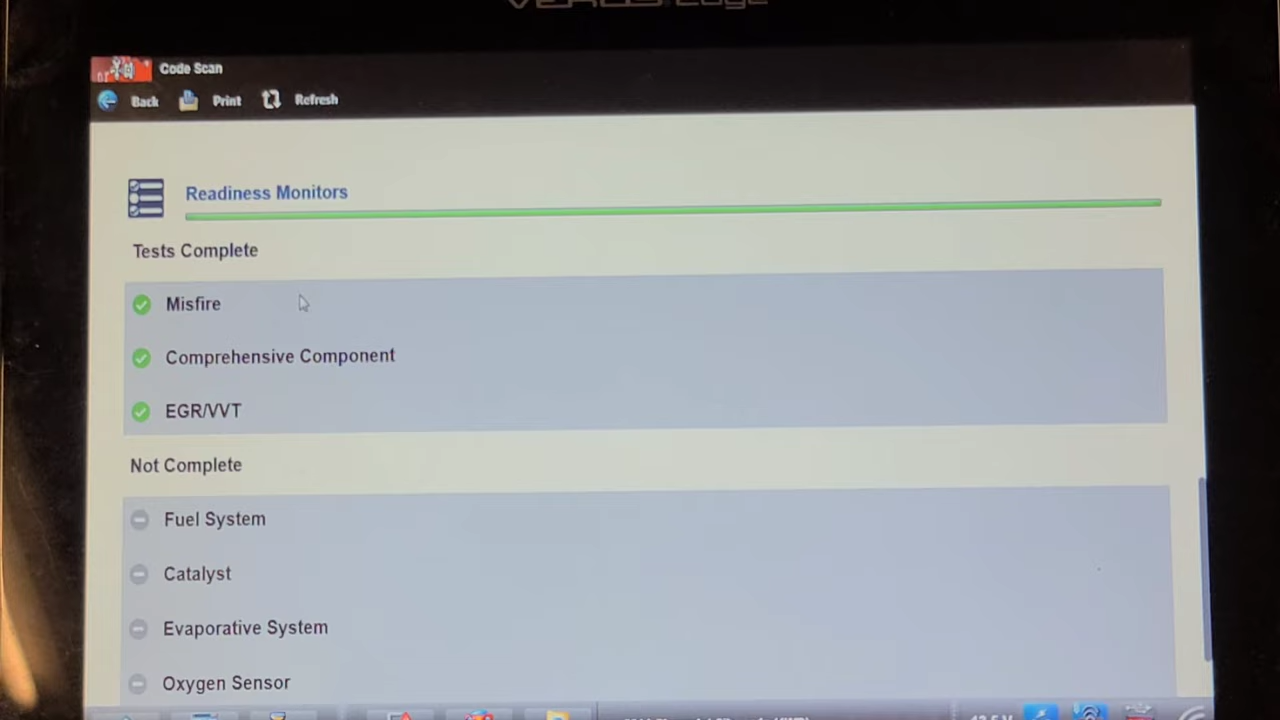 Code Scan
Back Print Refresh
Readiness Monitors
Tests Complete
Misfire
Comprehensive Component
EGR/VVT
Not Complete
Fuel System
Catalyst
Evaporative System
Oxygen Sensor